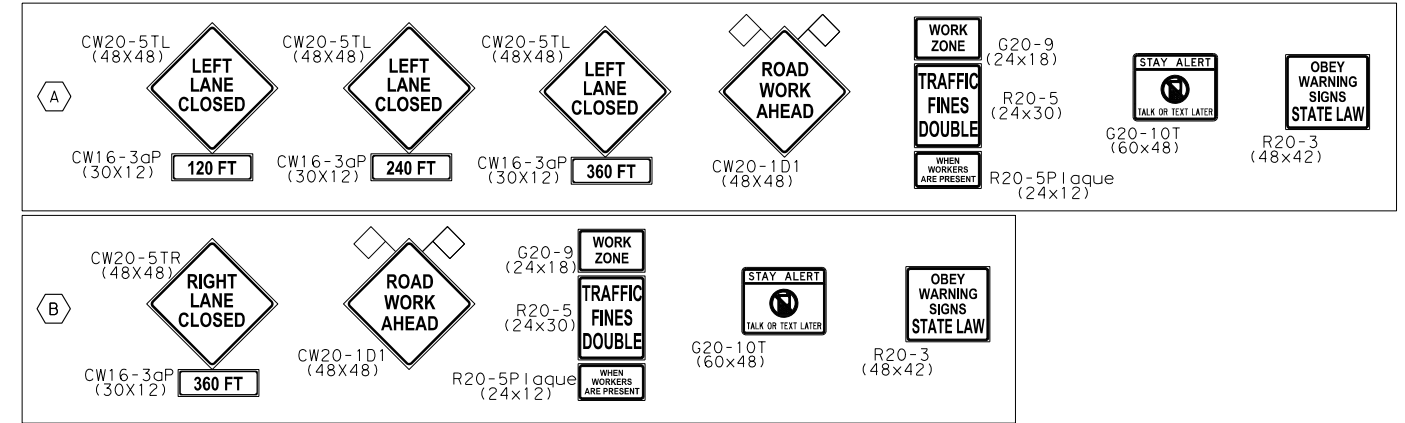 A
CW20-5TL
(48X48)
LEFT
LANE
CLOSED
CW16-3aP
(30X12)
120 FT
CW20-5TL
(48X48)
LEFT
LANE
CLOSED
CW16-3aP
(30X12)
240 FT
CW20-5TL
(48X48)
LEFT
LANE
CLOSED
CW16-3aP
(30X12)
360 FT
ROAD
WORK
AHEAD
CW20-1D1
(48X48)
WORK
ZONE
G20-9
(24x18)
TRAFFIC
FINES
DOUBLE
R20-5
(24x30)
WHEN
WORKERS
ARE PRESENT
R20-5Plaque
(24x12)
STAY ALERT
TALK OR TEXT LATER
G20-10T
(60x48)
OBEY
WARNING
SIGNS
STATE LAW
R20-3
(48x42)
B
CW20-5TR
(48X48)
RIGHT
LANE
CLOSED
CW16-3aP
(30X12)
360 FT
ROAD
WORK
AHEAD
CW20-1D1
(48X48)
G20-9
(24x18)
WORK
ZONE
R20-5
(24x30)
TRAFFIC
FINES
DOUBLE
R20-5Plaque
(24x12)
WHEN
WORKERS
ARE PRESENT
STAY ALERT
TALK OR TEXT LATER
G20-10T
(60x48)
OBEY
WARNING
SIGNS
STATE LAW
R20-3
(48x42)